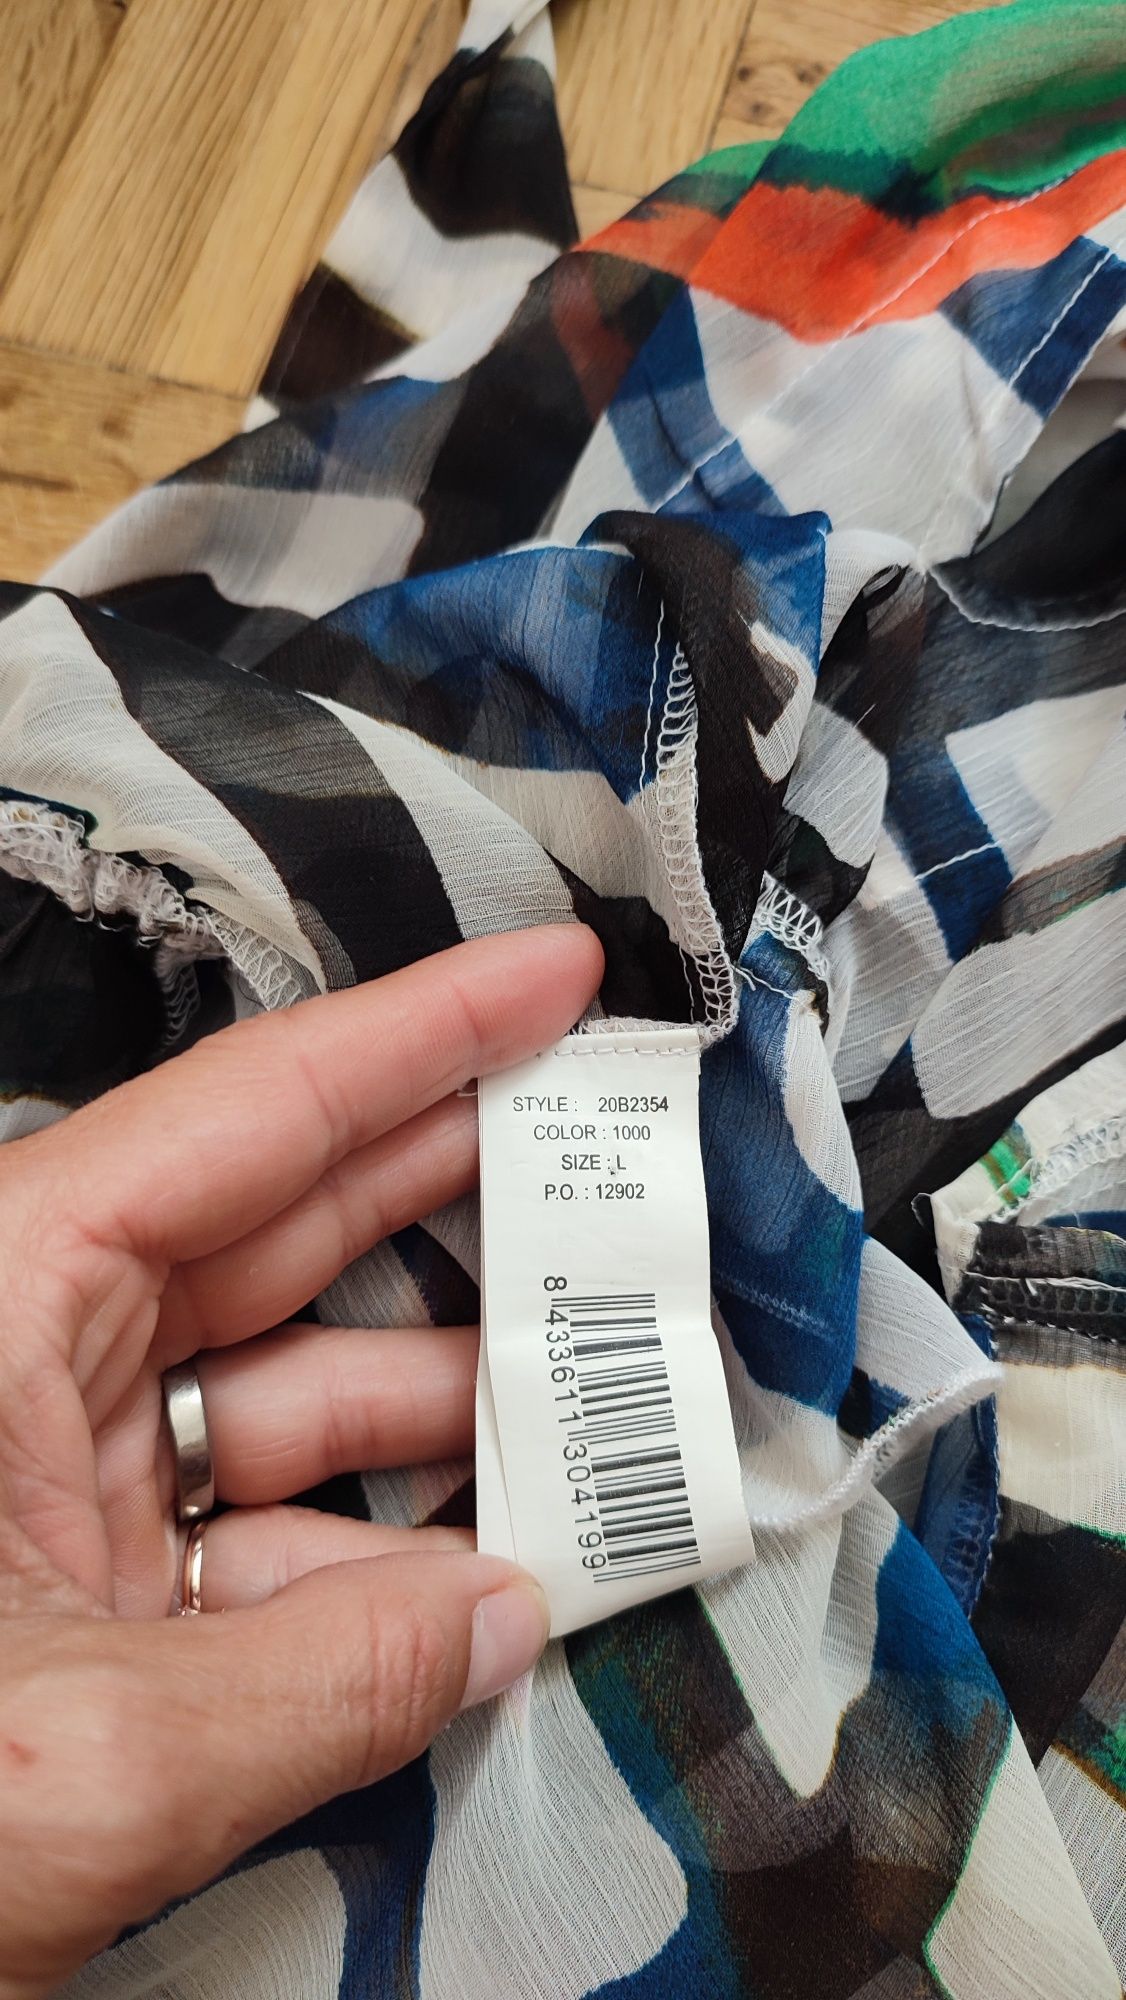 STYLE : 20B2354
COLOR : 1000
SIZE : L
P.O. : 12902
8 433611 304199